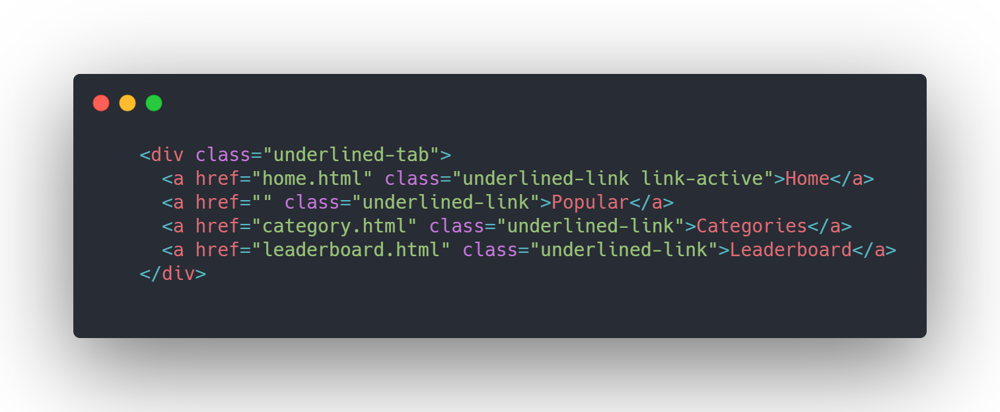 <div class="underlined-tab">
<a href="home.html" class="underlined-link link-active">Home</a>
<a href="" class="underlined-link">Popular</a>
<a href="category.html" class="underlined-link">Categories</a>
<a href="leaderboard.html" class="underlined-link">Leaderboard</a>
</div>